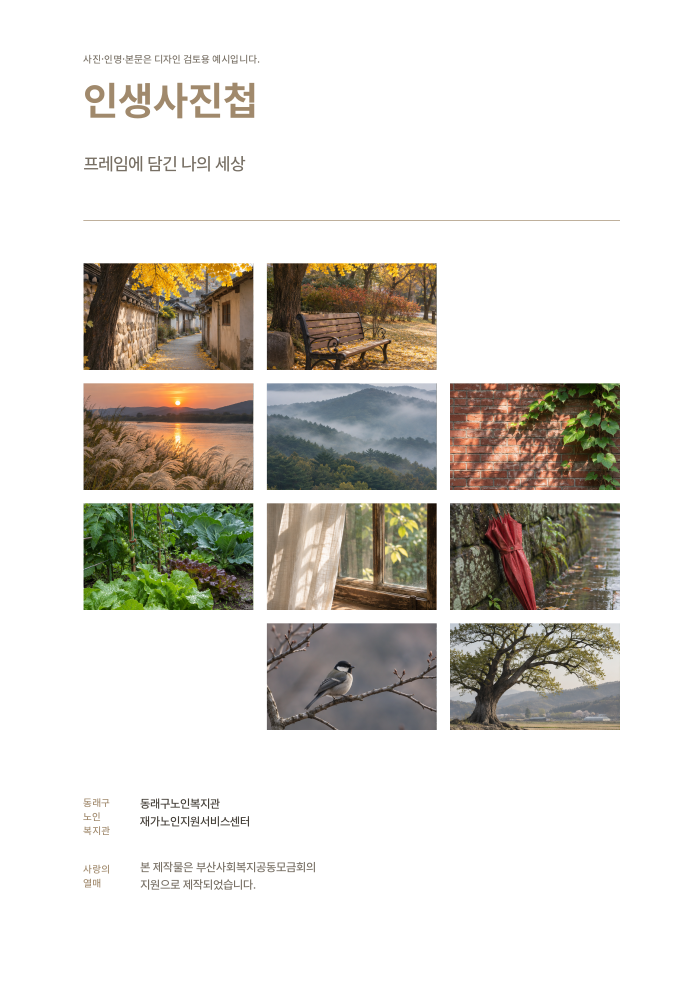 사진·인명·본문은 디자인 검토용 예시입니다.
인생사진첩
프레임에 담긴 나의 세상
동래구
노인
복지관
동래구노인복지관
재가노인지원서비스센터
사랑의
열매
본 제작물은 부산사회복지공동모금회의
지원으로 제작되었습니다.